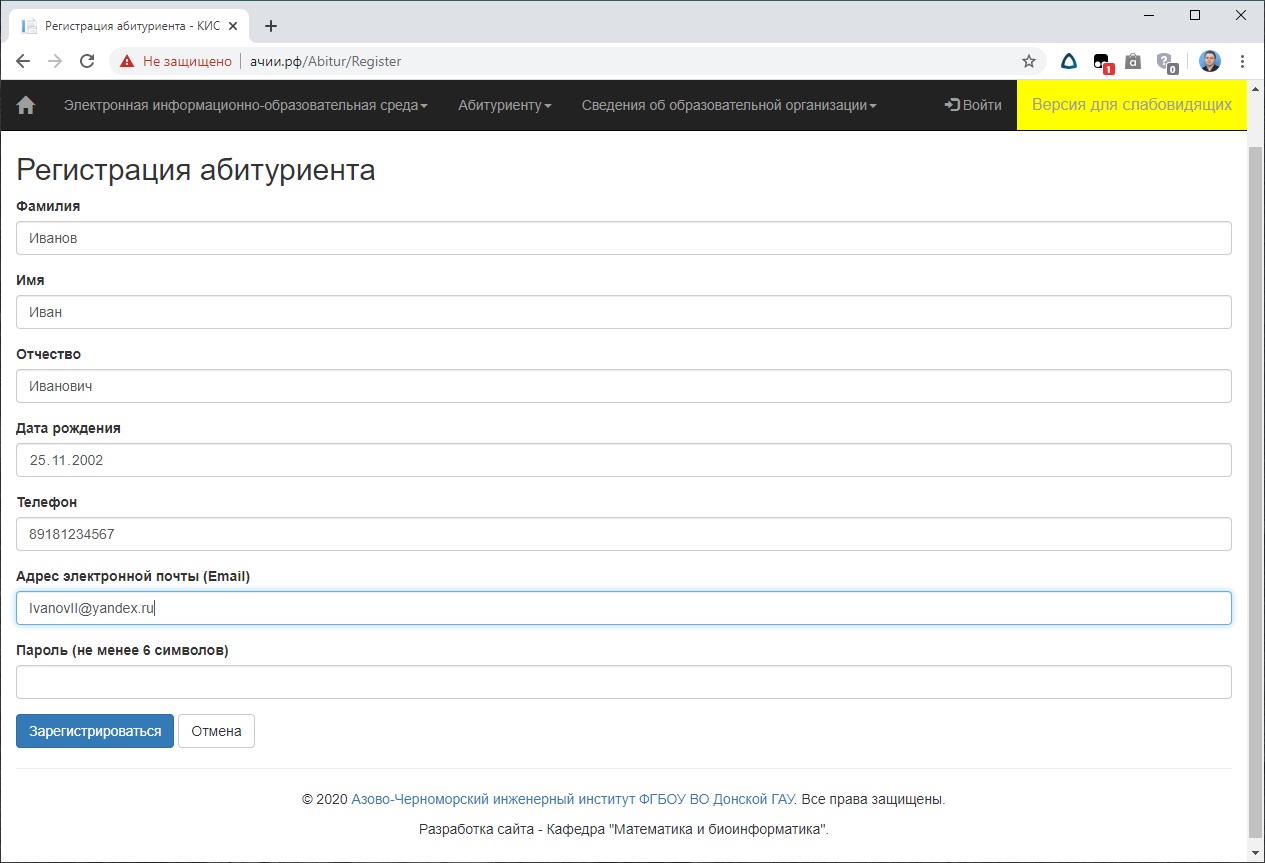 Регистрация абитуриента - КИС
Не защищено ачии.рф/Abitur/Register
1
a
0
Электронная информационно-образовательная среда Абитуриенту Сведения об образовательной организации Войти Версия для слабовидящих
Регистрация абитуриента
Фамилия
Иванов
Имя
Иван
Отчество
Иванович
Дата рождения
25.11.2002
Телефон
89181234567
Адрес электронной почты (Email)
IvanovII@yandex.ru
Пароль (не менее 6 символов)
Зарегистрироваться Отмена
© 2020 Азово-Черноморский инженерный институт ФГБОУ ВО Донской ГАУ. Все права защищены.
Разработка сайта - Кафедра "Математика и биоинформатика".